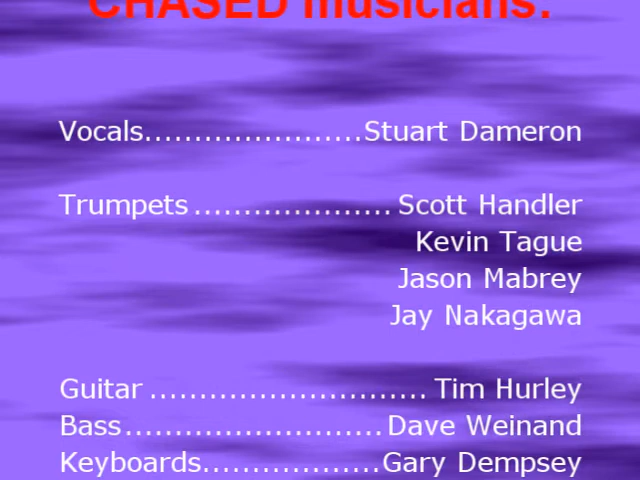 CHASED musicians:
Vocals......................Stuart Dameron
Trumpets....................Scott Handler
Kevin Tague
Jason Mabrey
Jay Nakagawa
Guitar............................Tim Hurley
Bass..........................Dave Weinand
Keyboards..................Gary Dempsey